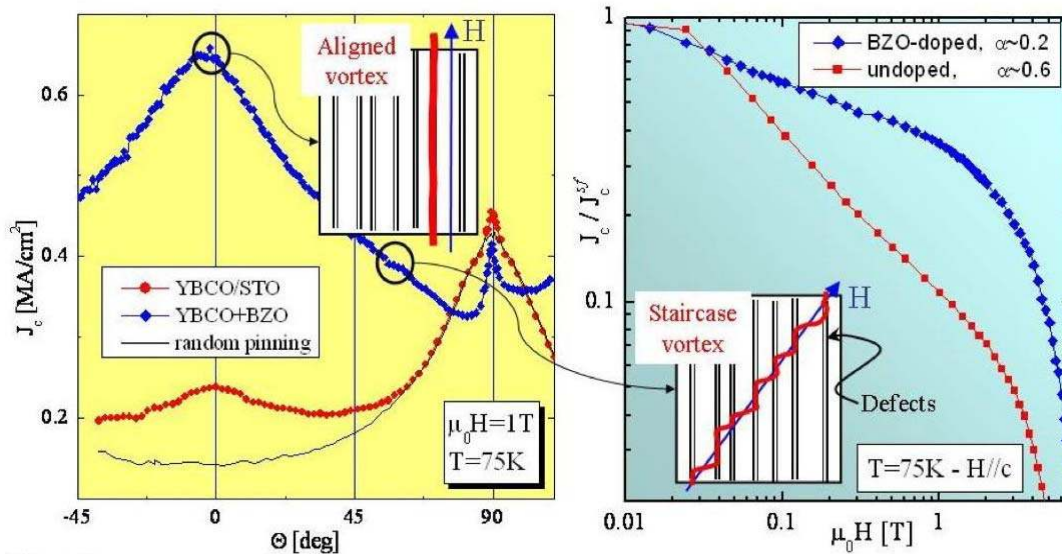 Aligned
vortex
H
J_c [MA/cm²]
0.6
0.4
0.2
YBCO/STO
YBCO+BZO
random pinning
μ₀H=1T
T=75K
-45
0
45
90
Θ [deg]
BZO-doped, α~0.2
undoped, α~0.6
J_c / J_c^sf
1
0.1
Staircase
vortex
H
Defects
T=75K - H//c
0.01
0.1
1
μ₀H [T]